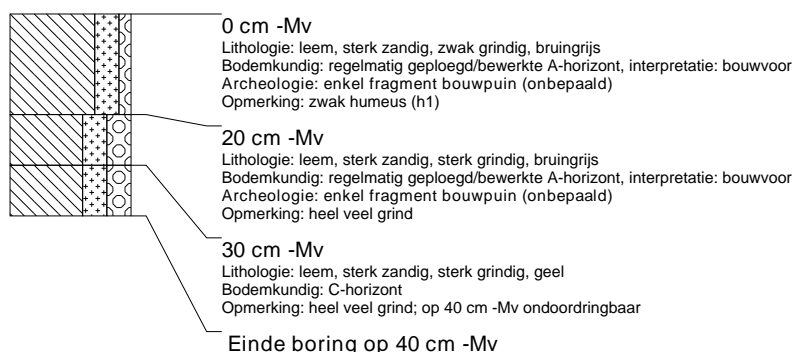 0 cm -Mv
Lithologie: leem, sterk zandig, zwak grindig, bruingrijs
Bodemkundig: regelmatig geploegd/bewerkte A-horizont, interpretatie: bouwvoor
Archeologie: enkel fragment bouwpuin (onbepaald)
Opmerking: zwak humeus (h1)
20 cm -Mv
Lithologie: leem, sterk zandig, sterk grindig, bruingrijs
Bodemkundig: regelmatig geploegd/bewerkte A-horizont, interpretatie: bouwvoor
Archeologie: enkel fragment bouwpuin (onbepaald)
Opmerking: heel veel grind
30 cm -Mv
Lithologie: leem, sterk zandig, sterk grindig, geel
Bodemkundig: C-horizont
Opmerking: heel veel grind; op 40 cm -Mv ondoordringbaar
Einde boring op 40 cm -Mv